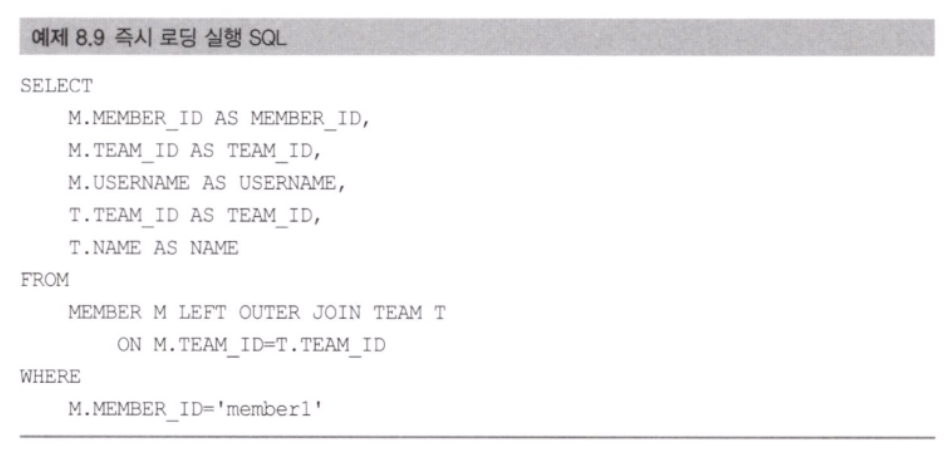 예제 8.9 즉시 로딩 실행 SQL
SELECT
M.MEMBER_ID AS MEMBER_ID,
M.TEAM_ID AS TEAM_ID,
M.USERNAME AS USERNAME,
T.TEAM_ID AS TEAM_ID,
T.NAME AS NAME
FROM
MEMBER M LEFT OUTER JOIN TEAM T
ON M.TEAM_ID=T.TEAM_ID
WHERE
M.MEMBER_ID='member1'